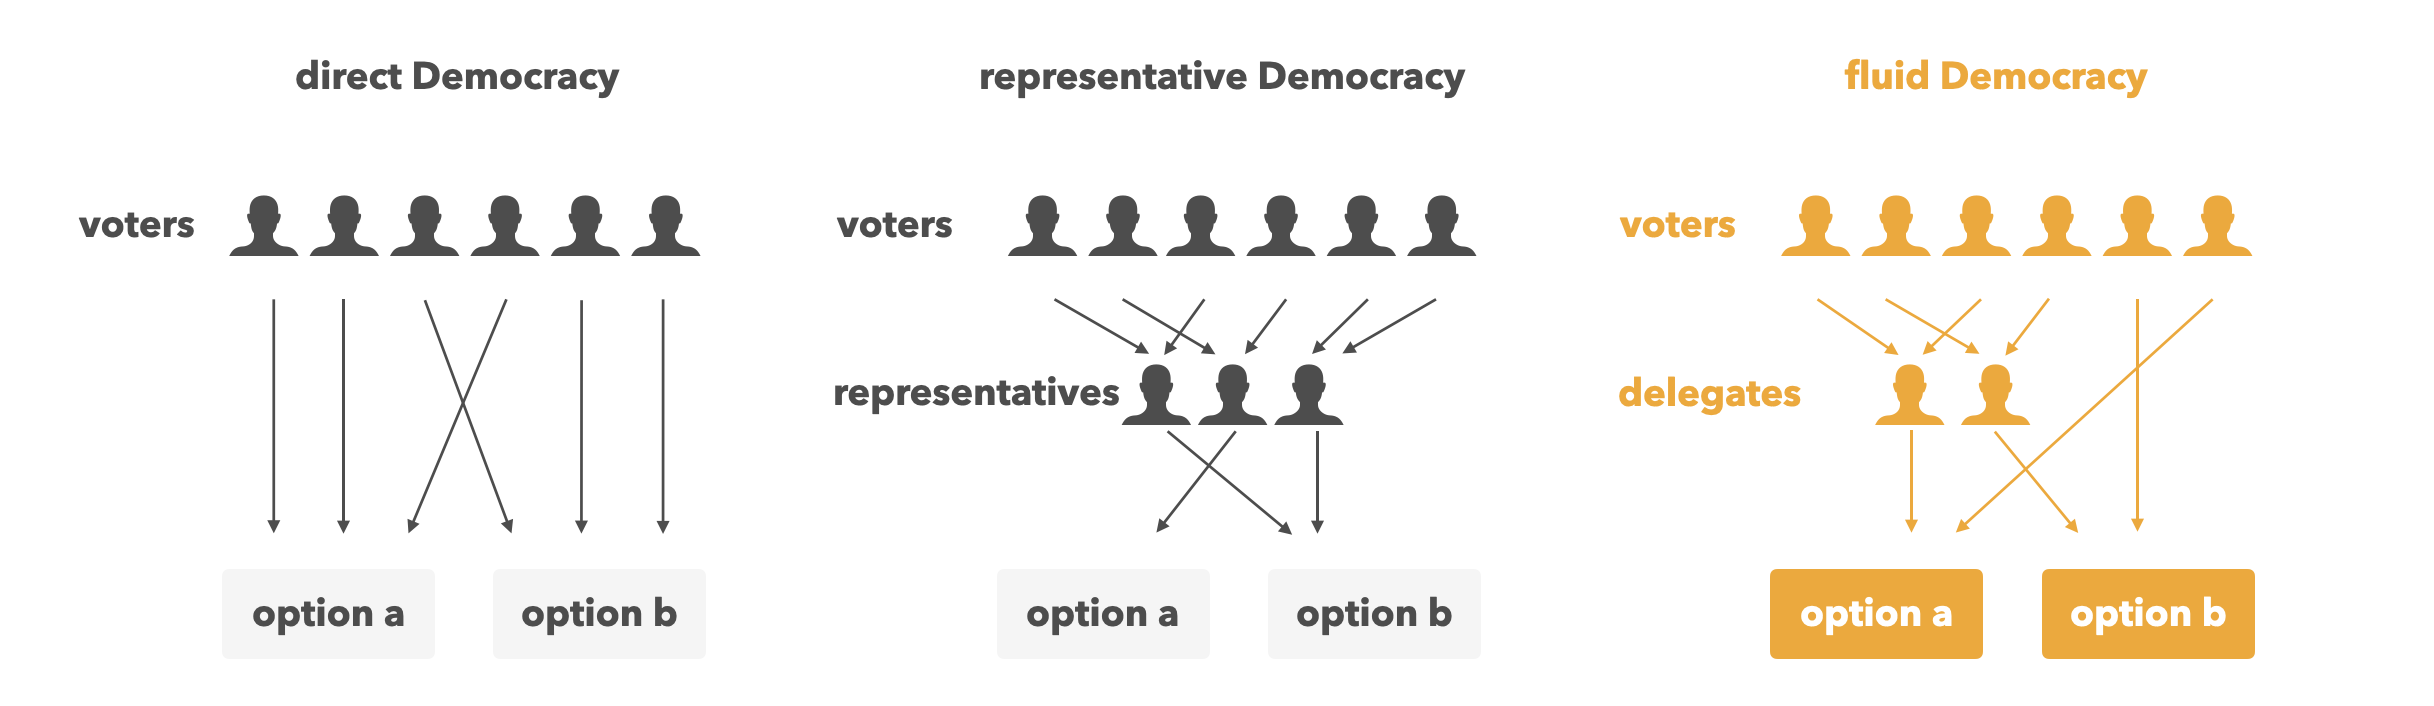 direct Democracy
voters
option a
option b
representative Democracy
voters
representatives
option a
option b
fluid Democracy
voters
delegates
option a
option b